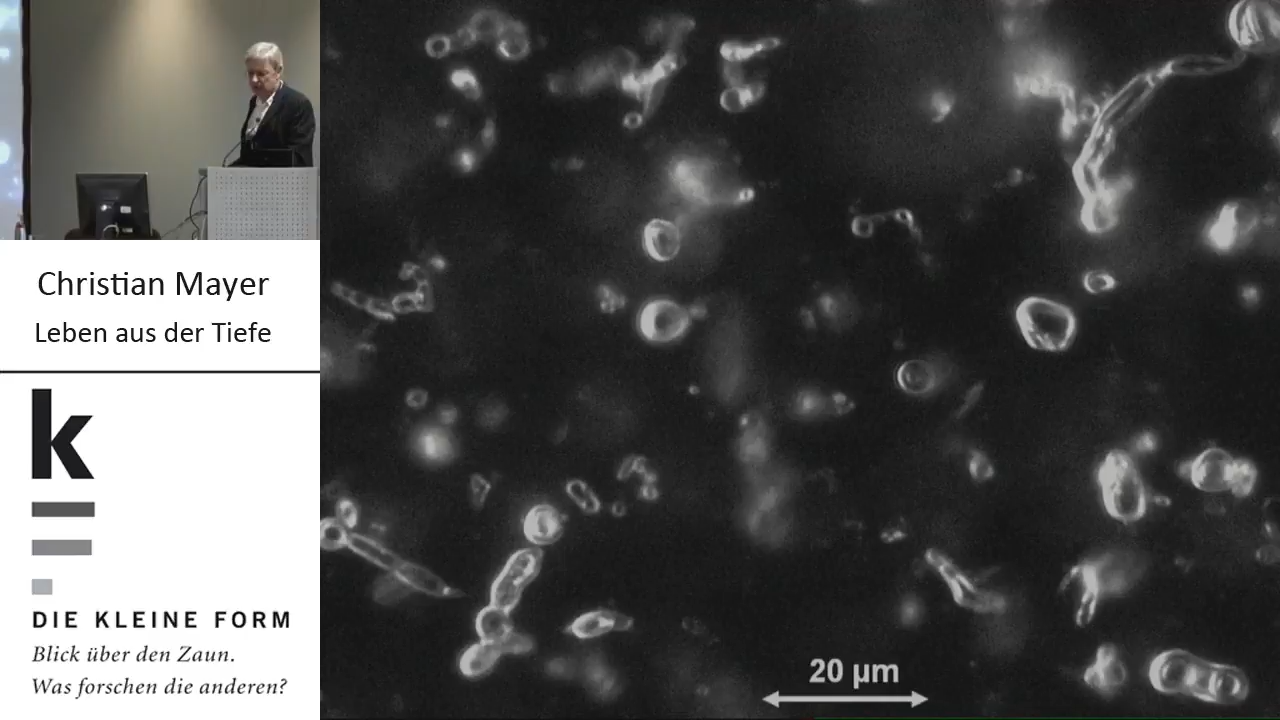 Christian Mayer
Leben aus der Tiefe
k
DIE KLEINE FORM
Blick über den Zaun.
Was forschen die anderen?
20 µm